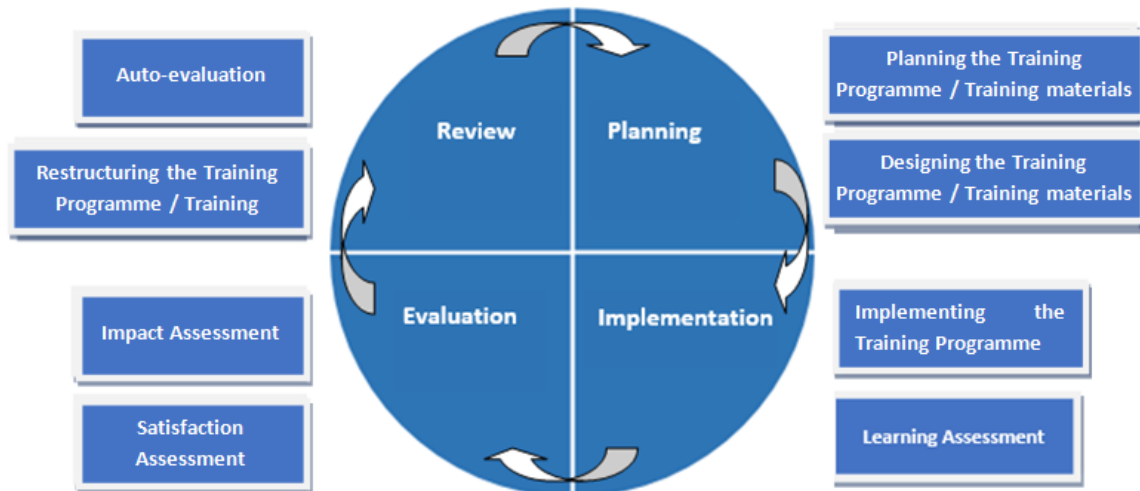 Auto-evaluation
Restructuring the Training
Programme / Training
Impact Assessment
Satisfaction
Assessment
Review
Planning
Evaluation
Implementation
Planning the Training
Programme / Training materials
Designing the Training
Programme / Training materials
Implementing the
Training Programme
Learning Assessment